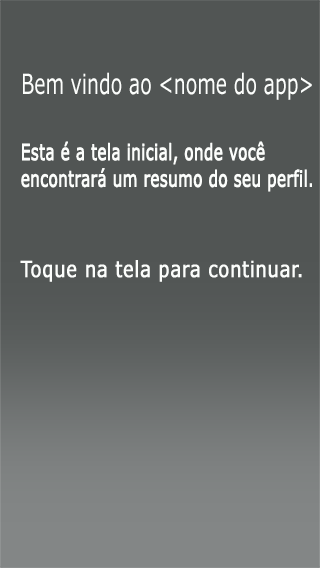 Bem vindo ao <nome do app>
Esta é a tela inicial, onde você
encontrará um resumo do seu perfil.
Toque na tela para continuar.